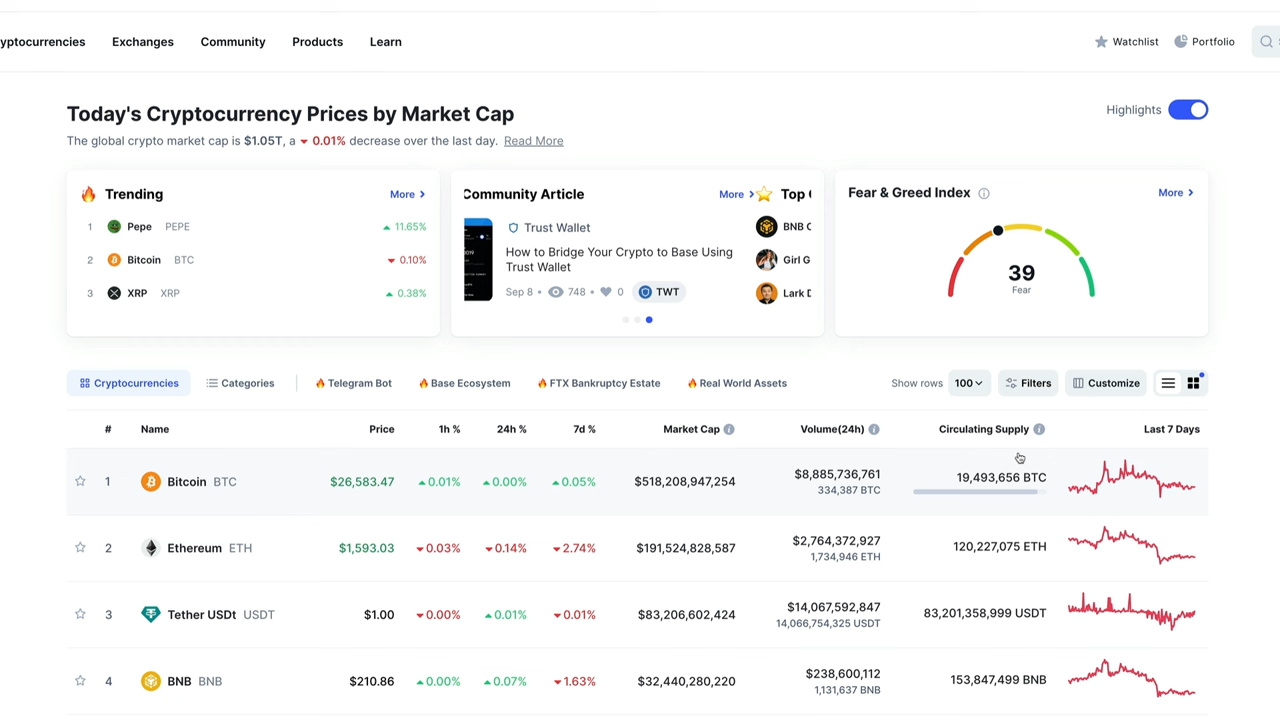 yptocurrencies Exchanges Community Products Learn Watchlist Portfolio
Today's Cryptocurrency Prices by Market Cap
Highlights
The global crypto market cap is $1.05T, a 0.01% decrease over the last day. Read More
Trending More
1 Pepe PEPE 11.65%
2 Bitcoin BTC 0.10%
3 XRP XRP 0.38%
Community Article More
Trust Wallet
How to Bridge Your Crypto to Base Using
Trust Wallet
Sep 8 • 748 • 0 TWT
Top
BNB C
Girl G
Lark D
Fear & Greed Index More
39
Fear
Cryptocurrencies Categories Telegram Bot Base Ecosystem FTX Bankruptcy Estate Real World Assets Show rows 100 Filters Customize
# Name Price 1h % 24h % 7d % Market Cap Volume(24h) Circulating Supply Last 7 Days
1 Bitcoin BTC $26,583.47 0.01% 0.00% 0.05% $518,208,947,254 $8,885,736,761 19,493,656 BTC
334,387 BTC
2 Ethereum ETH $1,593.03 0.03% 0.14% 2.74% $191,524,828,587 $2,764,372,927 120,227,075 ETH
1,734,946 ETH
3 Tether USDt USDT $1.00 0.00% 0.01% 0.01% $83,206,602,424 $14,067,592,847 83,201,358,999 USDT
14,066,754,325 USDT
4 BNB BNB $210.86 0.00% 0.07% 1.63% $32,440,280,220 $238,600,112 153,847,499 BNB
1,131,637 BNB